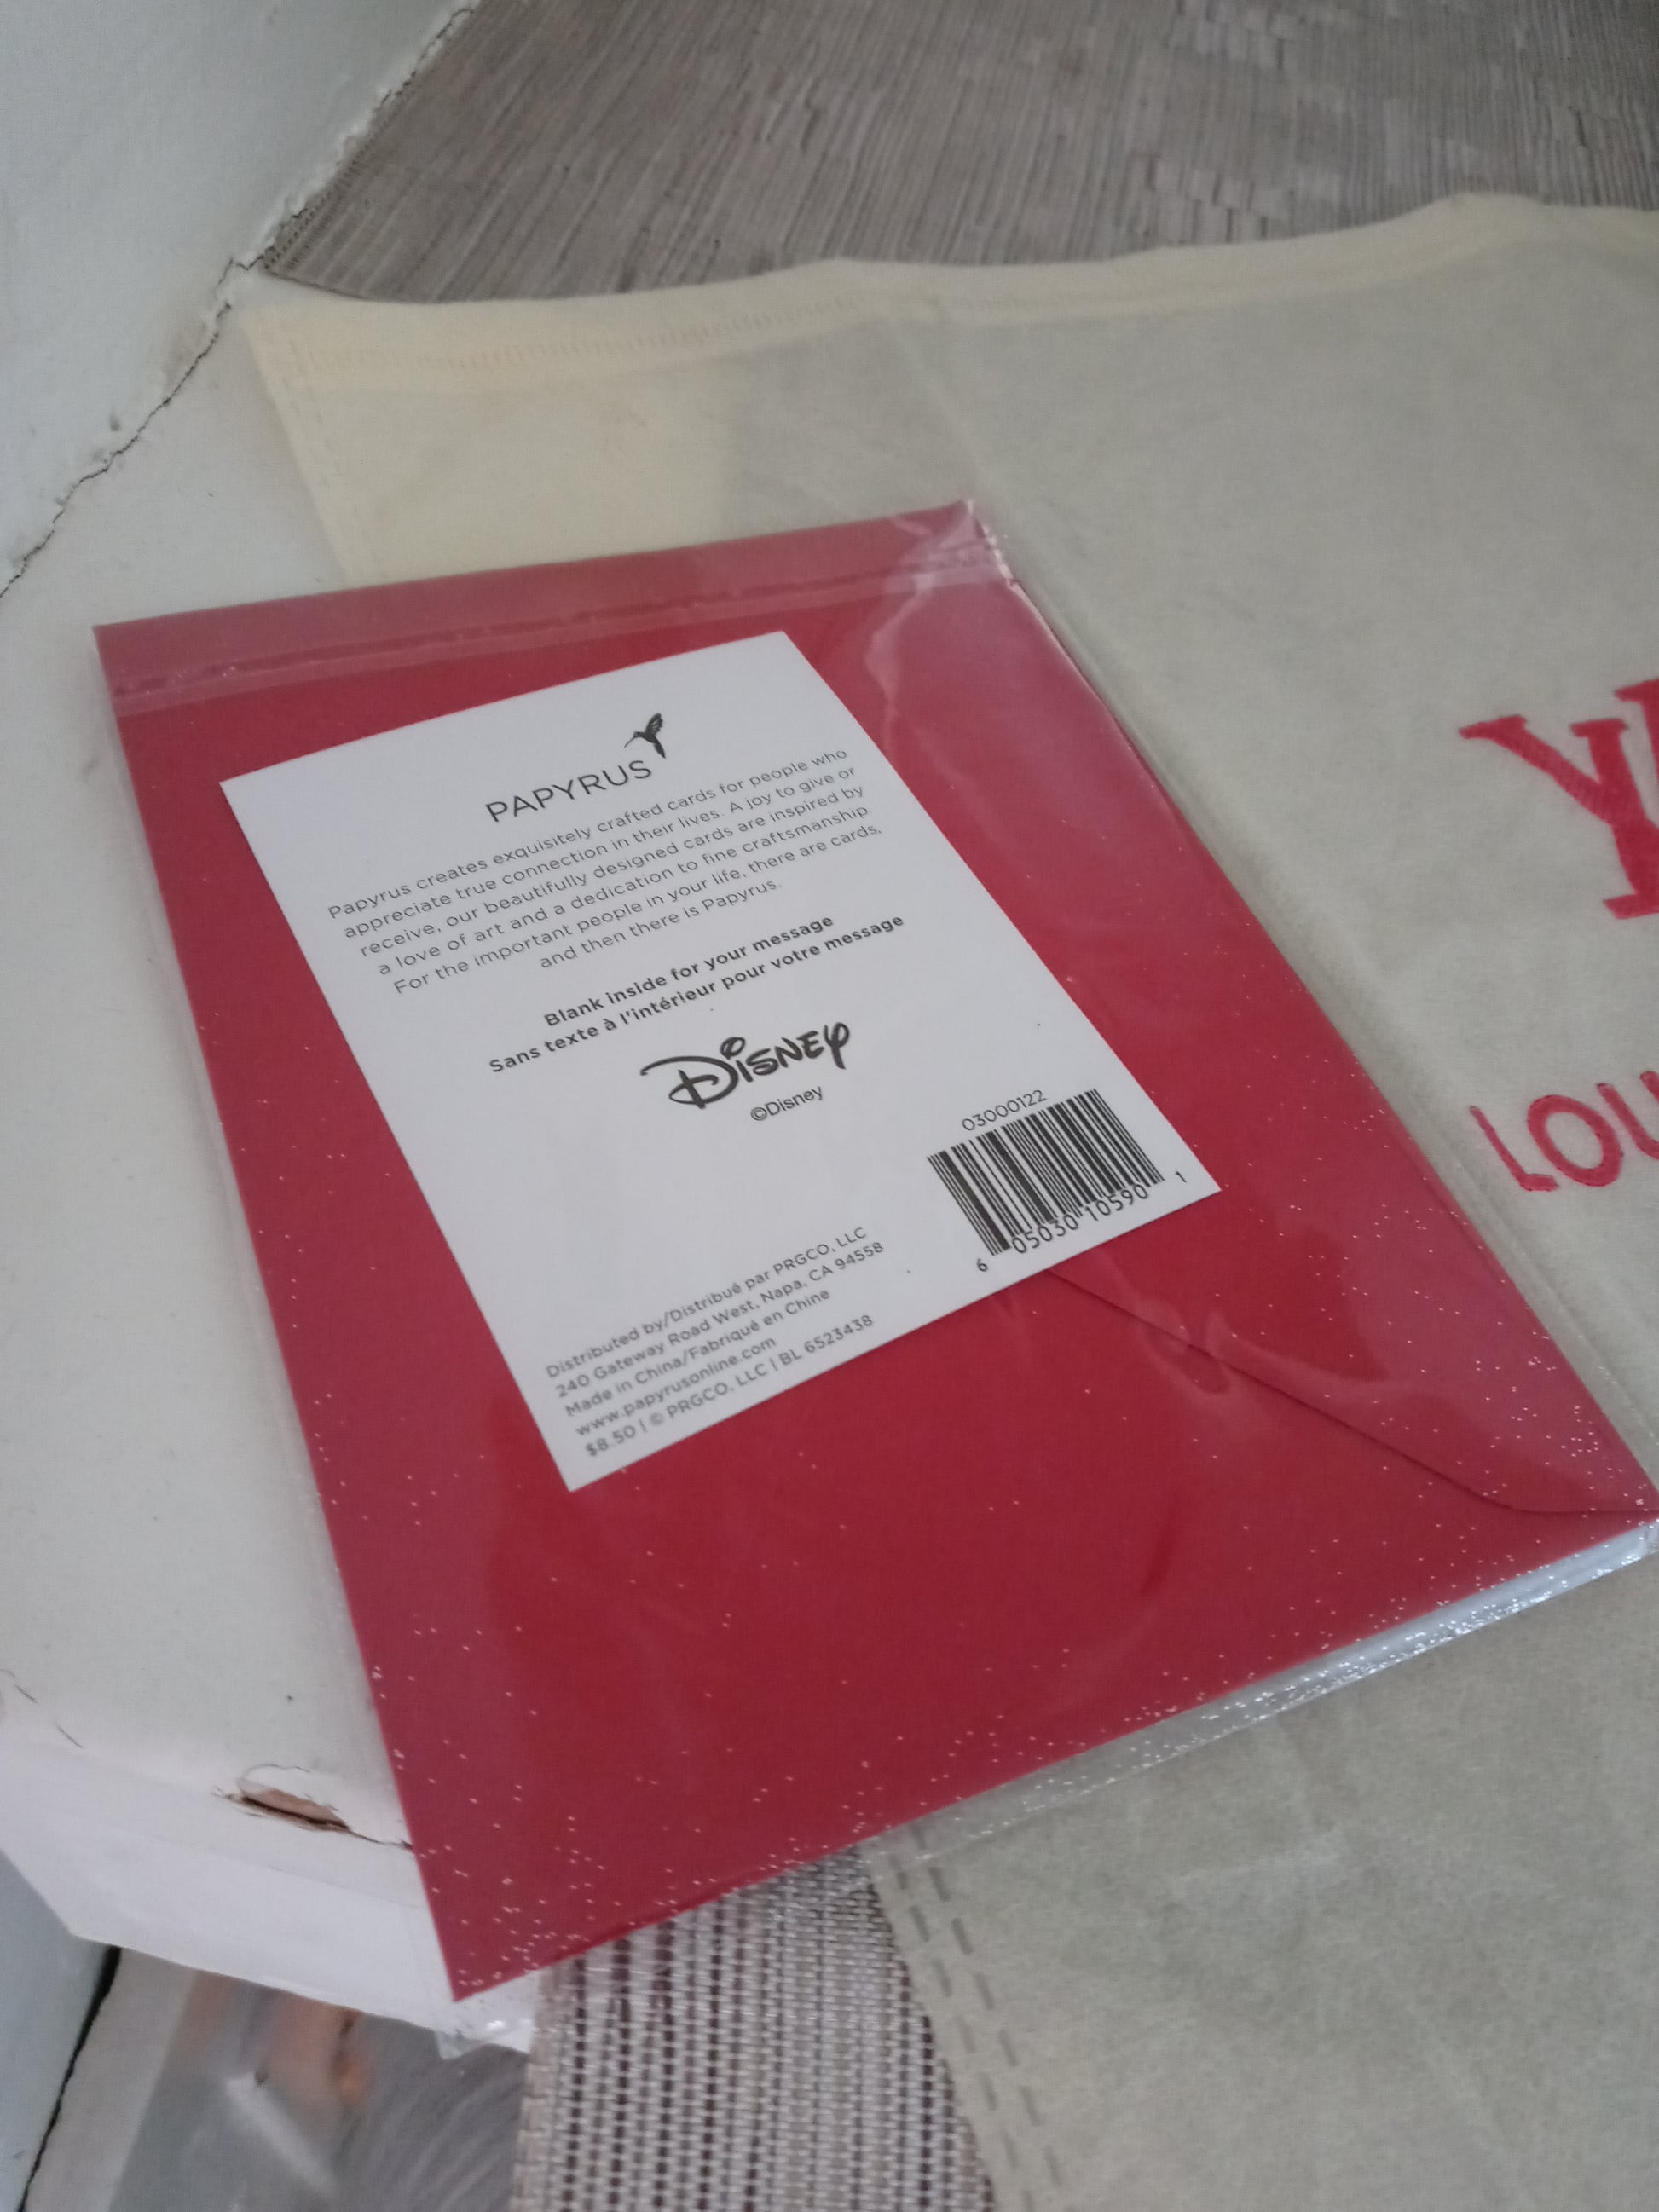 PAPYRUS
Papyrus creates exquisitely crafted cards for people who
appreciate true connection in their lives. A joy to give or
receive, our beautifully designed cards are inspired by
a love of art and a dedication to fine craftsmanship
For the important people in your life, there are cards,
and then there is Papyrus.
Blank inside for your message
Sans texte à l'intérieur pour votre message
Disney
©Disney
03000122
6 05030 10590 1
Distributed by/Distribué par PRGCO, LLC
240 Gateway Road West, Napa, CA 94558
Made in China/Fabriqué en Chine
www.papyrusonline.com
$8.50 | © PRGCO, LLC | BL 6523438
LOU